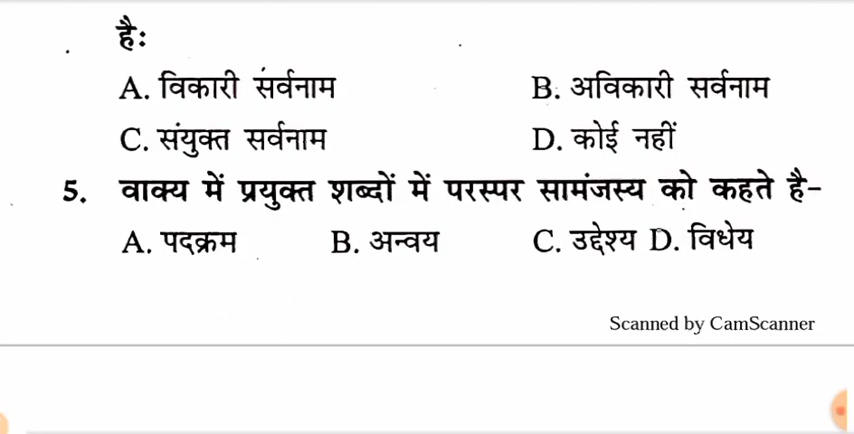 है:
A. विकारी सर्वनाम B. अविकारी सर्वनाम
C. संयुक्त सर्वनाम D. कोई नहीं
5. वाक्य में प्रयुक्त शब्दों में परस्पर सामंजस्य को कहते है-
A. पदक्रम B. अन्वय C. उद्देश्य D. विधेय
Scanned by CamScanner